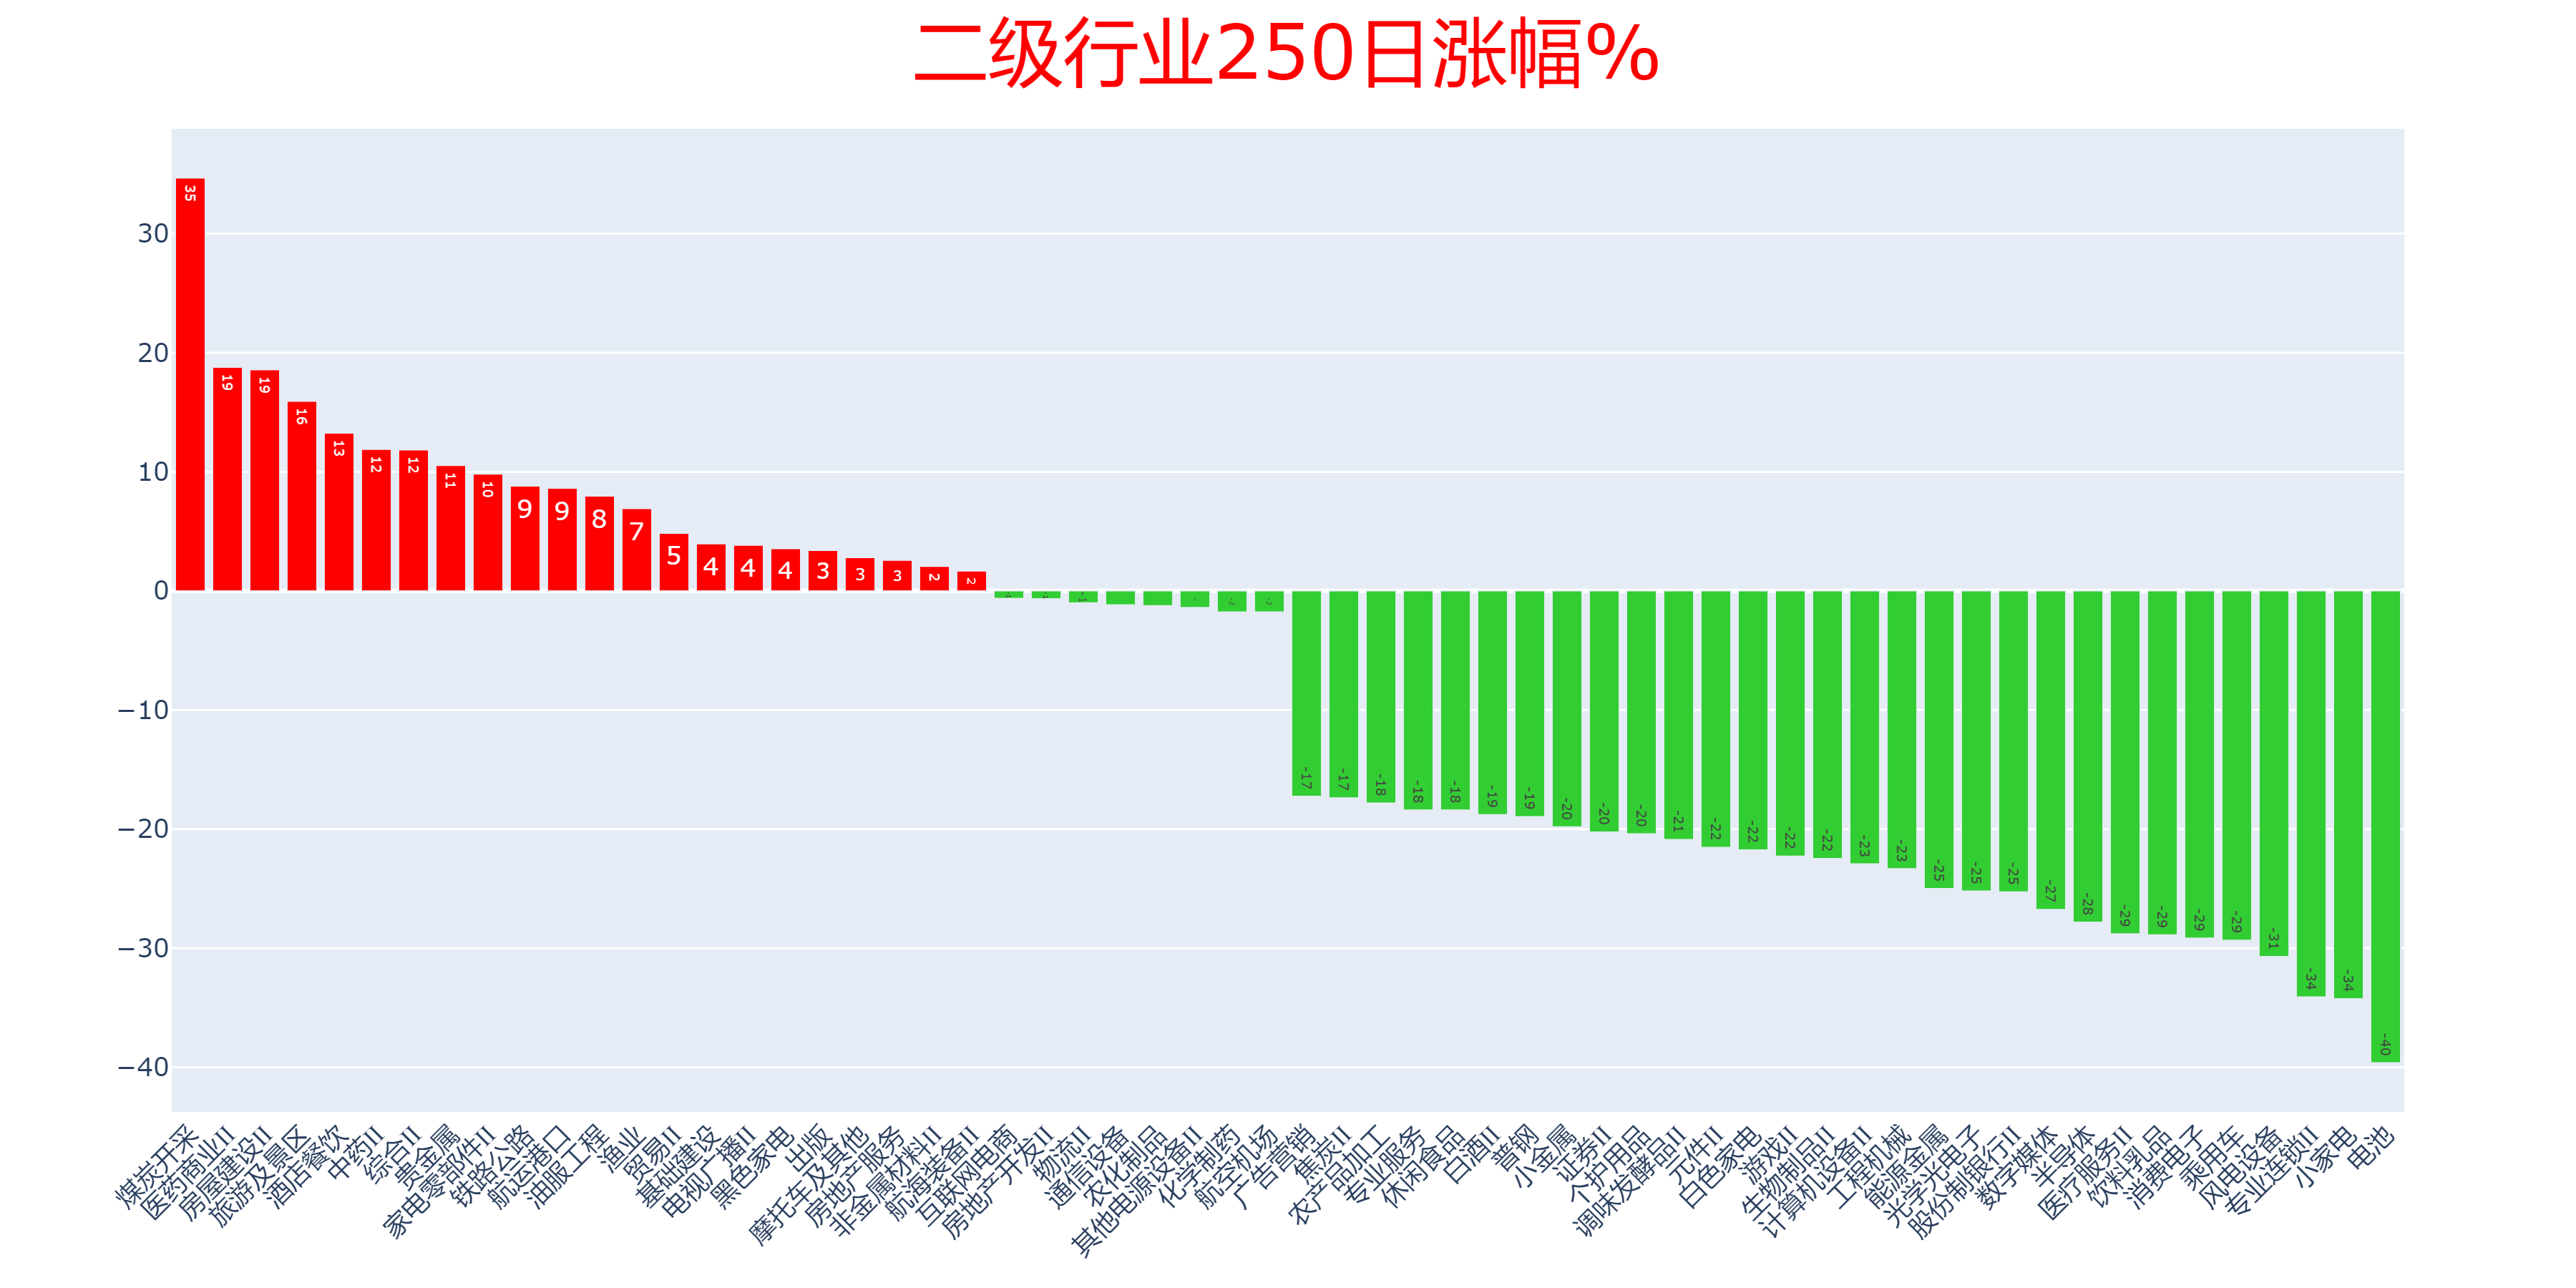 二级行业250日涨幅%
30
20
10
0
−10
−20
−30
−40
35
19
19
16
13
12
12
11
10
9
9
8
7
5
4
4
4
3
3
3
2
2
-1
-1
-1
-2
-2
-17
-17
-18
-18
-18
-19
-19
-20
-20
-20
-21
-22
-22
-22
-22
-23
-23
-25
-25
-25
-27
-28
-29
-29
-29
-29
-31
-34
-34
-40
煤炭开采
医药商业II
房屋建设II
旅游及景区
酒店餐饮
中药II
综合II
贵金属
家电零部件II
铁路公路
航运港口
油服工程
渔业
贸易II
基础建设
电视广播II
黑色家电
出版
摩托车及其他
房地产服务
非金属材料II
航海装备II
互联网电商
房地产开发II
物流II
通信设备
农化制品
其他电源设备II
化学制药
航空机场
广告营销
焦炭II
农产品加工
专业服务
休闲食品
白酒II
普钢
小金属
证券II
个护用品
调味发酵品II
元件II
白色家电
游戏II
生物制品II
计算机设备II
工程机械
能源金属
光学光电子
股份制银行II
数字媒体
半导体
医疗服务II
饮料乳品
消费电子
乘用车
风电设备
专业连锁II
小家电
电池